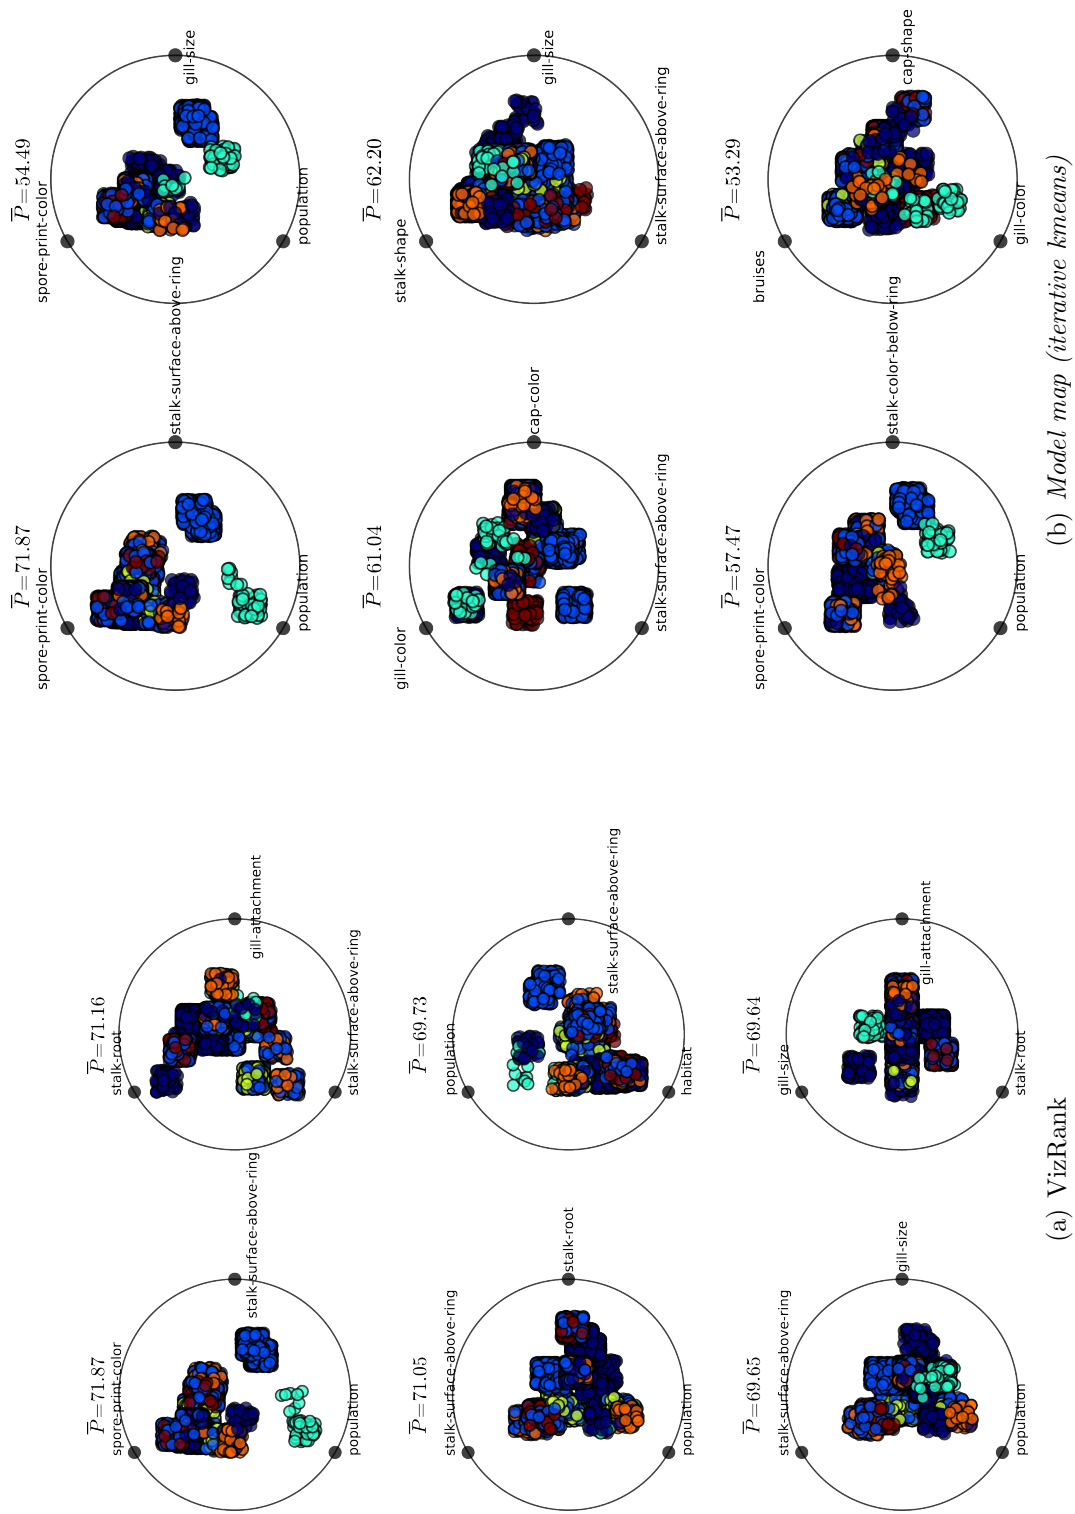 P̅=71.87
spore-print-color
stalk-surface-above-ring
population
P̅=71.16
stalk-root
gill-attachment
stalk-surface-above-ring
P̅=71.05
stalk-surface-above-ring
stalk-root
population
P̅=69.73
population
stalk-surface-above-ring
habitat
P̅=69.65
stalk-surface-above-ring
gill-size
population
P̅=69.64
gill-size
gill-attachment
stalk-root
(a) VizRank
P̅=71.87
spore-print-color
stalk-surface-above-ring
population
P̅=54.49
spore-print-color
gill-size
population
P̅=61.04
gill-color
cap-color
stalk-surface-above-ring
P̅=62.20
stalk-shape
gill-size
stalk-surface-above-ring
P̅=57.47
spore-print-color
stalk-color-below-ring
population
P̅=53.29
bruises
cap-shape
gill-color
(b) Model map (iterative kmeans)